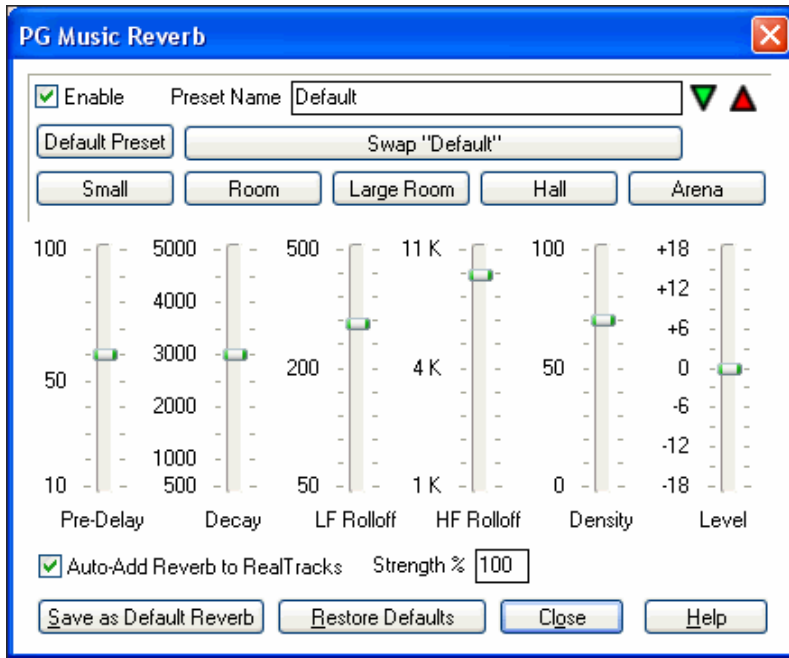 PG Music Reverb
Enable Preset Name Default
Default Preset Swap "Default"
Small Room Large Room Hall Arena
100 5000 500 11 K 100 +18
4000 +12
+6
3000
50 200 4 K 50 0
2000 -6
1000 -12
10 500 50 1 K 0 -18
Pre-Delay Decay LF Rolloff HF Rolloff Density Level
Auto-Add Reverb to RealTracks Strength % 100
Save as Default Reverb Restore Defaults Close Help